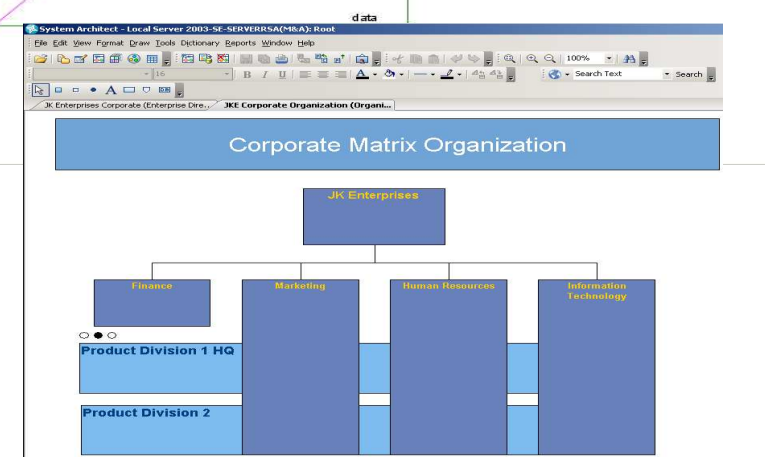 data
System Architect - Local Server 2003-SE-SERVERRSA(M&A): Root
File Edit View Format Draw Tools Dictionary Reports Window Help
100%
16 B I U A Search Text Search
A
JK Enterprises Corporate (Enterprise Dire.. JKE Corporate Organization (Organi...
Corporate Matrix Organization
JK Enterprises
Finance Marketing Human Resources Information
Technology
Product Division 1 HQ
Product Division 2